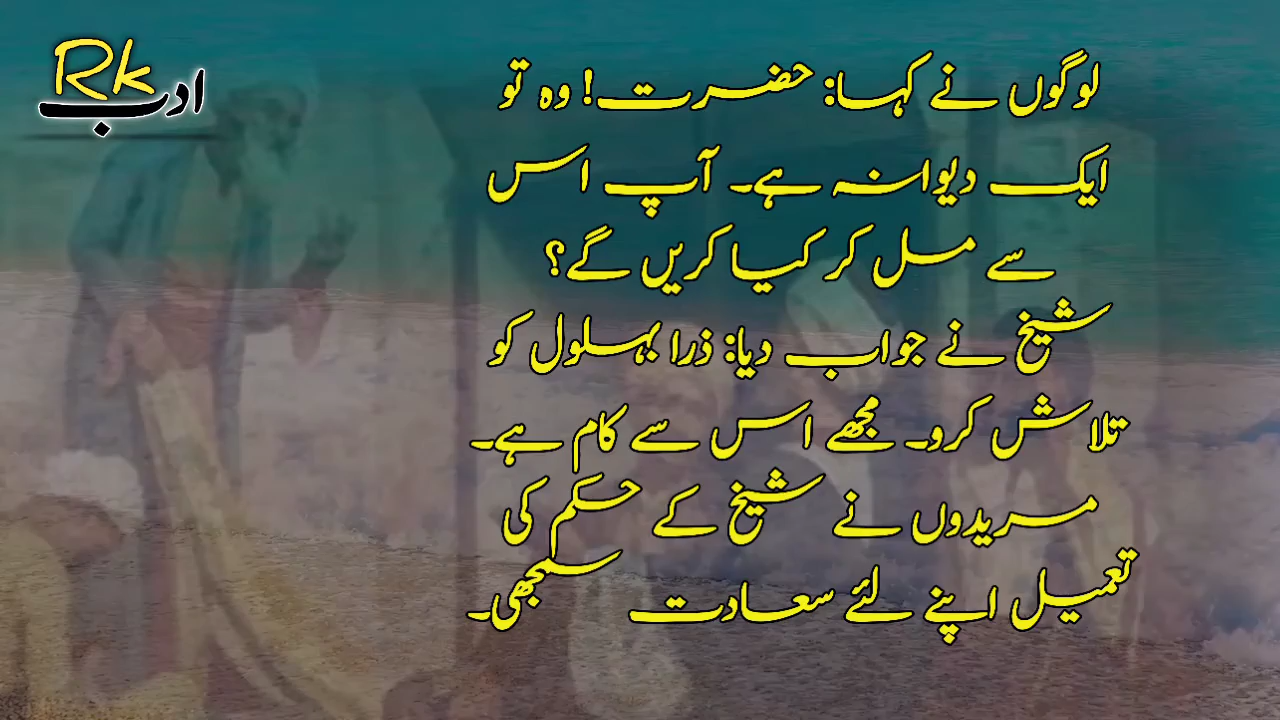 Rk
ادب
لوگوں نے کہا: حضرت! وہ تو
ایک دیوانہ ہے۔ آپ اس
سے مل کر کیا کریں گے؟
شیخ نے جواب دیا: ذرا بہلول کو
تلاش کرو۔ مجھے اس سے کام ہے۔
مریدوں نے شیخ کے حکم کی
تعمیل اپنے لئے سعادت سمجھی۔